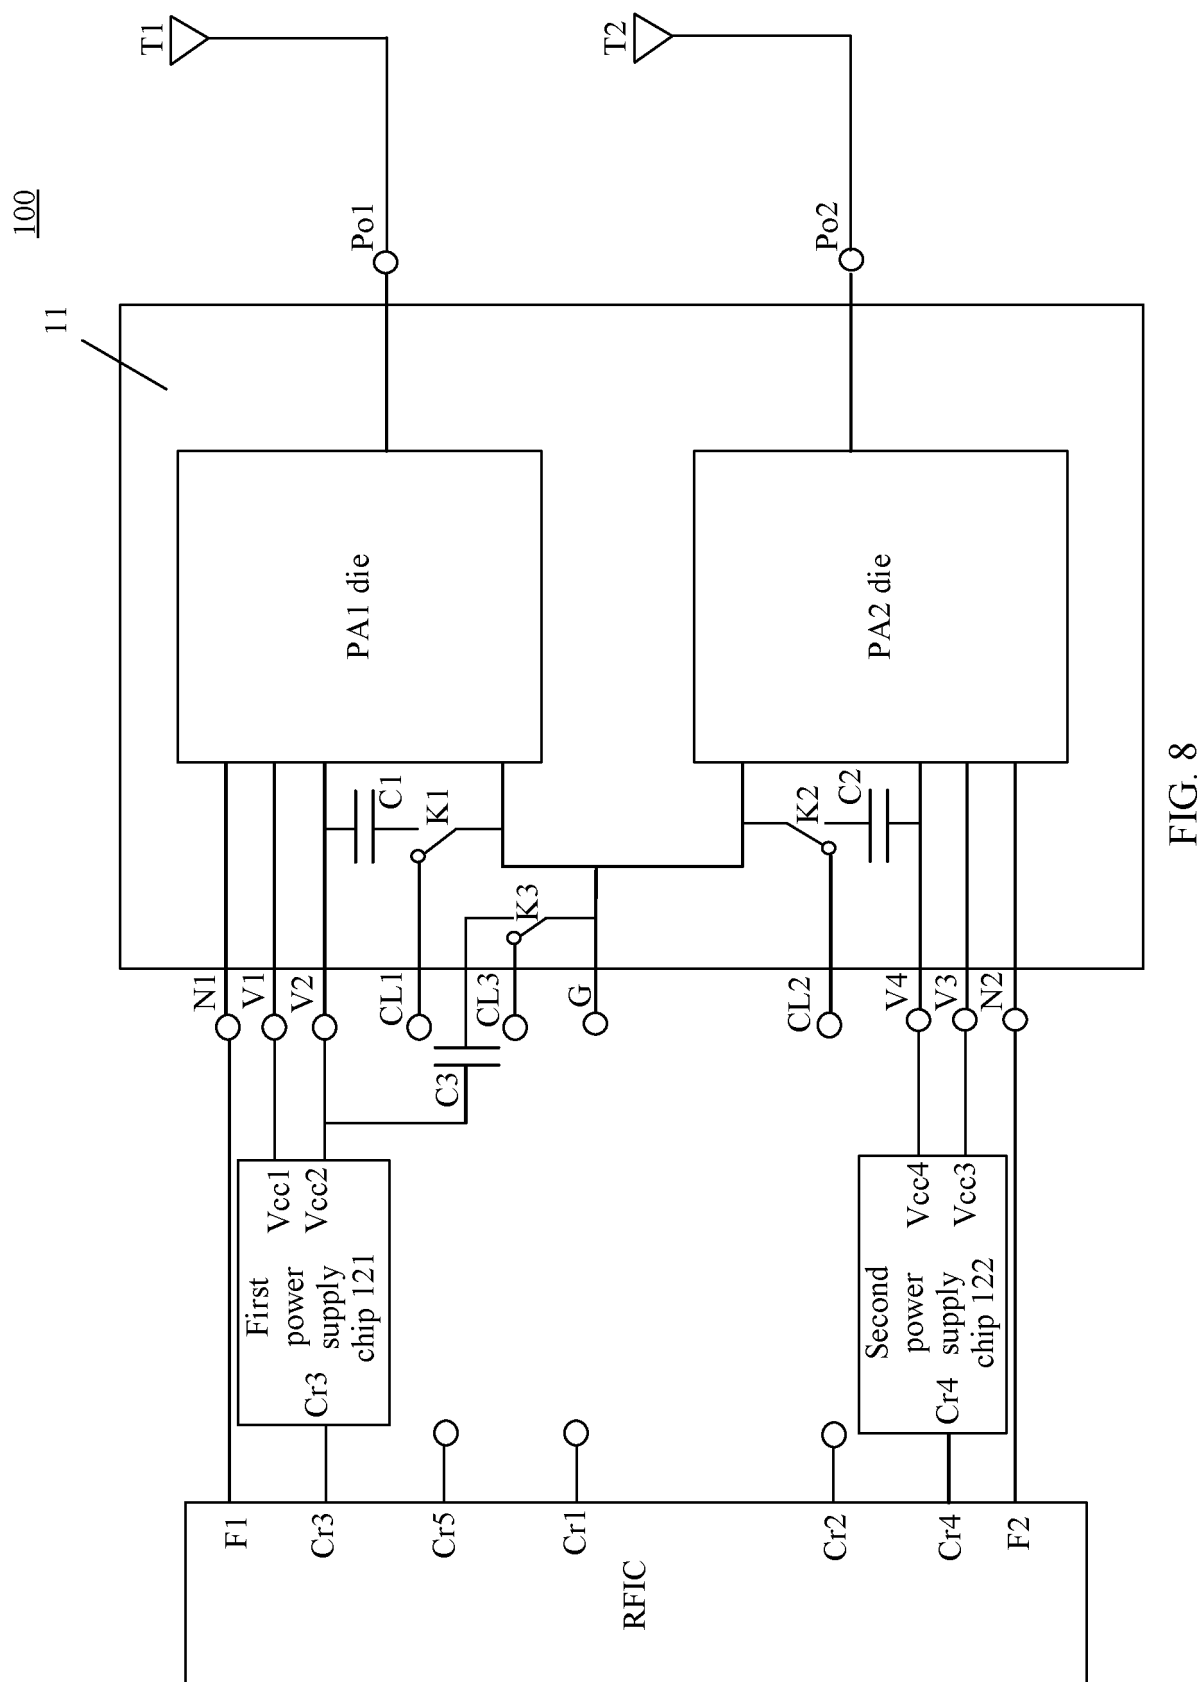 100
11
T1
T2
Po1
Po2
PA1 die
PA2 die
C1
K1
K2
C2
K3
N1
V1
V2
CL1
CL3
G
CL2
V4
V3
N2
C3
Vcc1
Vcc2
First
power
supply
chip 121
Cr3
Vcc4
Vcc3
Second
power
supply
chip 122
Cr4
F1
Cr3
Cr5
Cr1
Cr2
Cr4
F2
RFIC
FIG. 8